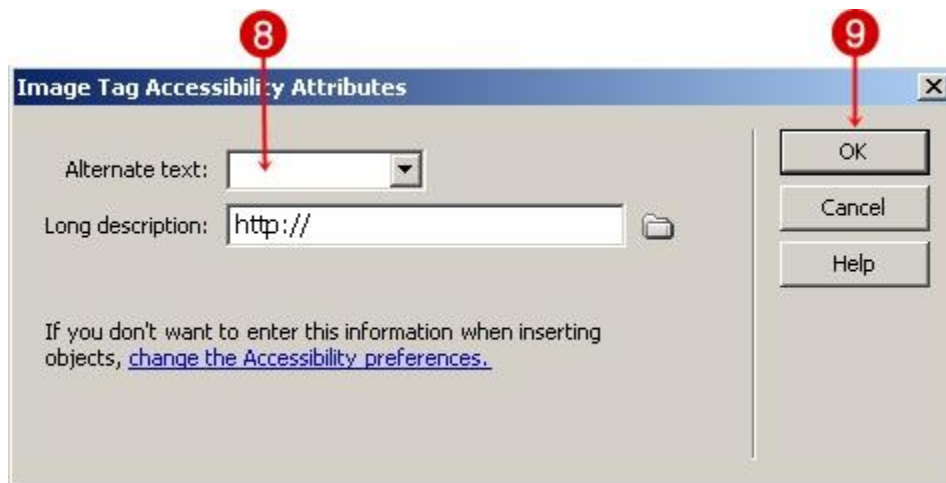 8 9
Image Tag Accessibility Attributes
Alternate text:
OK
Long description: http://
Cancel
Help
If you don't want to enter this information when inserting
objects, change the Accessibility preferences.